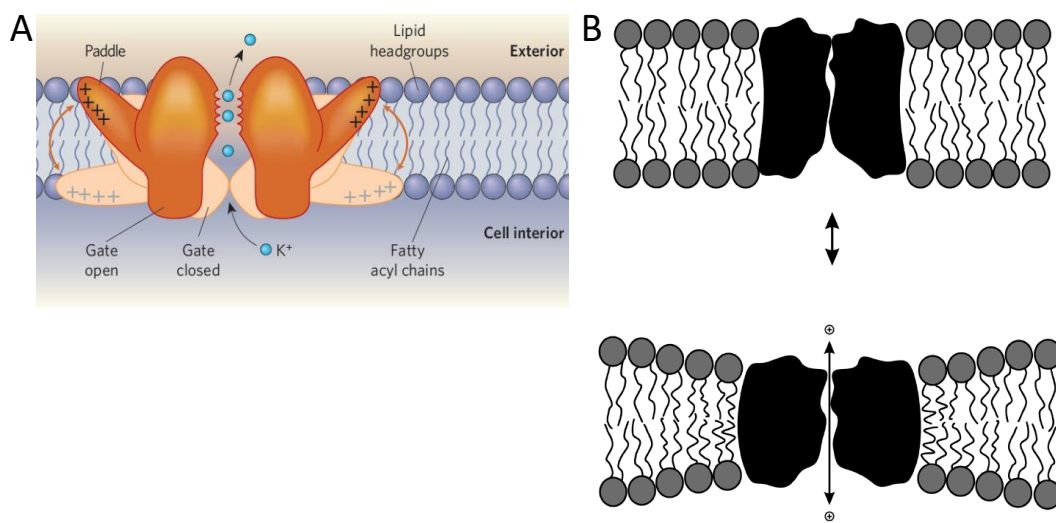 A
B
Paddle
Lipid
headgroups
Exterior
+
+
+
+
+
+
+
+
+ + + +
+ + + +
Cell interior
Gate
open
Gate
closed
K⁺
Fatty
acyl chains
+
+